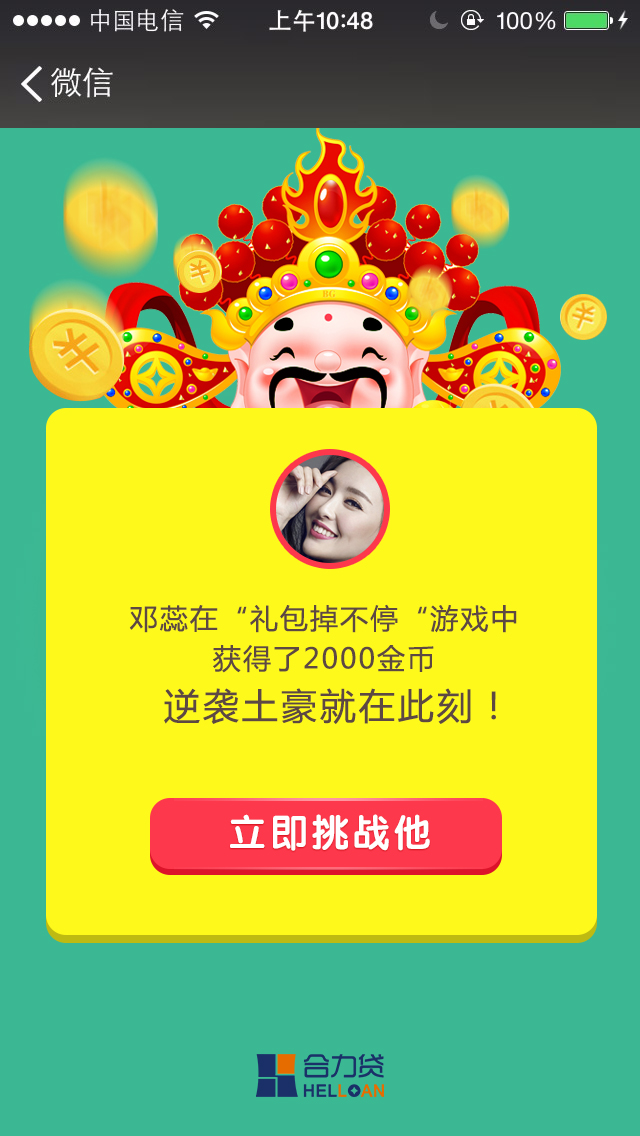 中国电信 上午10:48 100%
微信
BG
邓蕊在“礼包掉不停“游戏中
获得了2000金币
逆袭土豪就在此刻！
立即挑战他
合力贷
HELLOAN